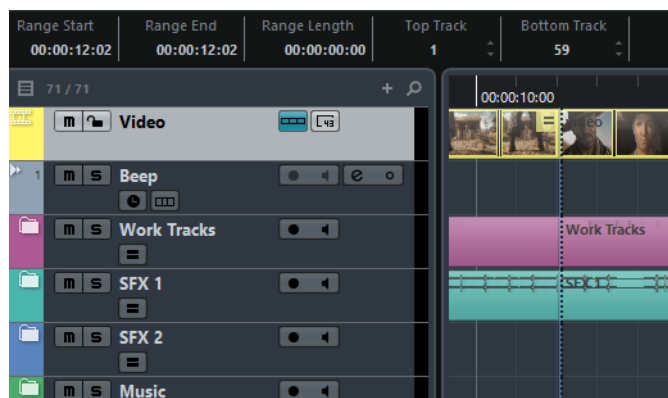 Range Start Range End Range Length Top Track Bottom Track
00:00:12:02 00:00:12:02 00:00:00:00 1 59
71 / 71
00:00:10:00
m Video 43 Video
1 m S Beep e
m S Work Tracks Work Tracks
m S SFX 1 SFX 1
m S SFX 2
m S Music